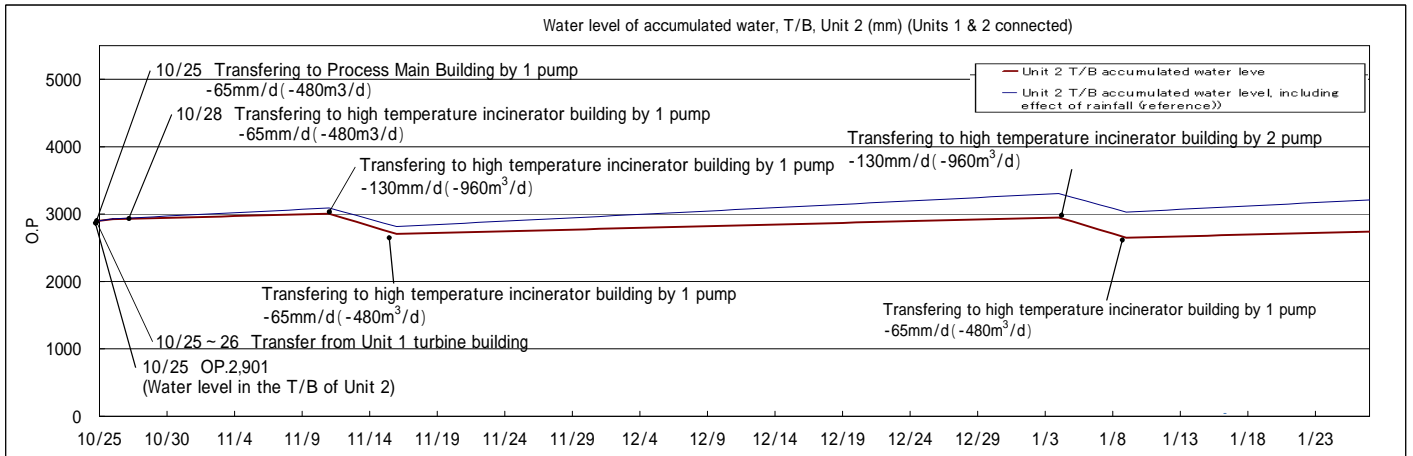 Water level of accumulated water, T/B, Unit 2 (mm) (Units 1 & 2 connected)
5000
4000
3000
2000
1000
0
O.P
10/25 Transfering to Process Main Building by 1 pump
-65mm/d(-480m3/d)
10/28 Transfering to high temperature incinerator building by 1 pump
-65mm/d(-480m3/d)
Transfering to high temperature incinerator building by 1 pump
-130mm/d(-960m³/d)
Unit 2 T/B accumulated water leve
Unit 2 T/B accumulated water level, including
effect of rainfall (reference))
Transfering to high temperature incinerator building by 2 pump
-130mm/d(-960m³/d)
Transfering to high temperature incinerator building by 1 pump
-65mm/d(-480m³/d)
Transfering to high temperature incinerator building by 1 pump
-65mm/d(-480m³/d)
10/25 ~ 26 Transfer from Unit 1 turbine building
10/25 OP.2,901
(Water level in the T/B of Unit 2)
10/25 10/30 11/4 11/9 11/14 11/19 11/24 11/29 12/4 12/9 12/14 12/19 12/24 12/29 1/3 1/8 1/13 1/18 1/23